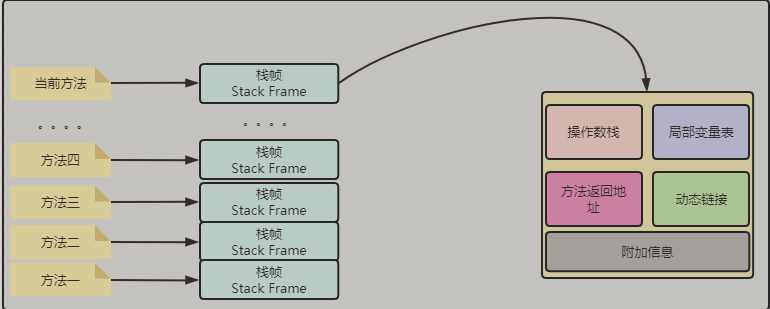 当前方法
栈帧
Stack Frame
。。。。
。。。。
方法四
栈帧
Stack Frame
方法三
栈帧
Stack Frame
方法二
栈帧
Stack Frame
方法一
栈帧
Stack Frame
操作数栈
局部变量表
方法返回地
址
动态链接
附加信息